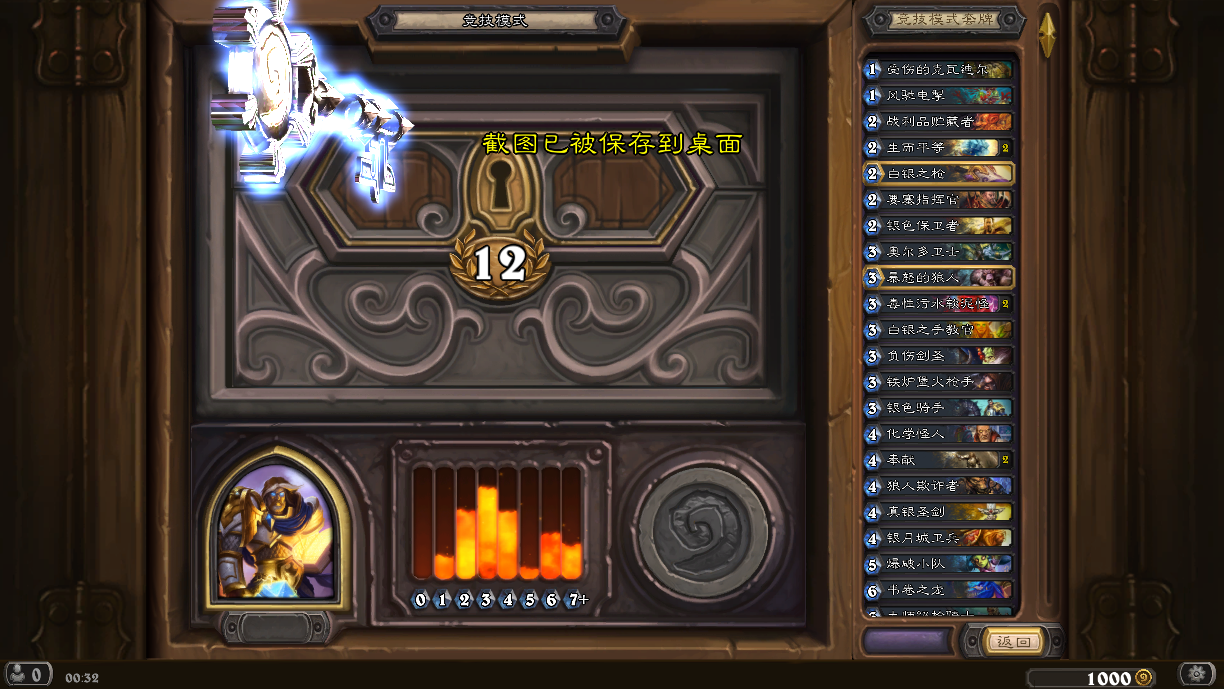 竞技模式
截图已被保存到桌面
12
0 1 2 3 4 5 6 7+
竞技模式套牌
1 受伤的克瓦迪尔
1 风驰电掣
2 战利品贮藏者
2 生而平等 2
2 白银之枪
2 要塞指挥官
2 银色保卫者
3 奥尔多卫士
3 暴怒的狼人
3 毒性污水软泥怪 2
3 白银之手教官
3 负伤剑圣
3 铁炉堡火枪手
3 银色骑手
4 化学怪人
4 奉献 2
4 狼人欺诈者
4 真银圣剑
4 银月城卫兵
5 爆破小队
6 书卷之龙
返回
0
00:32
1000